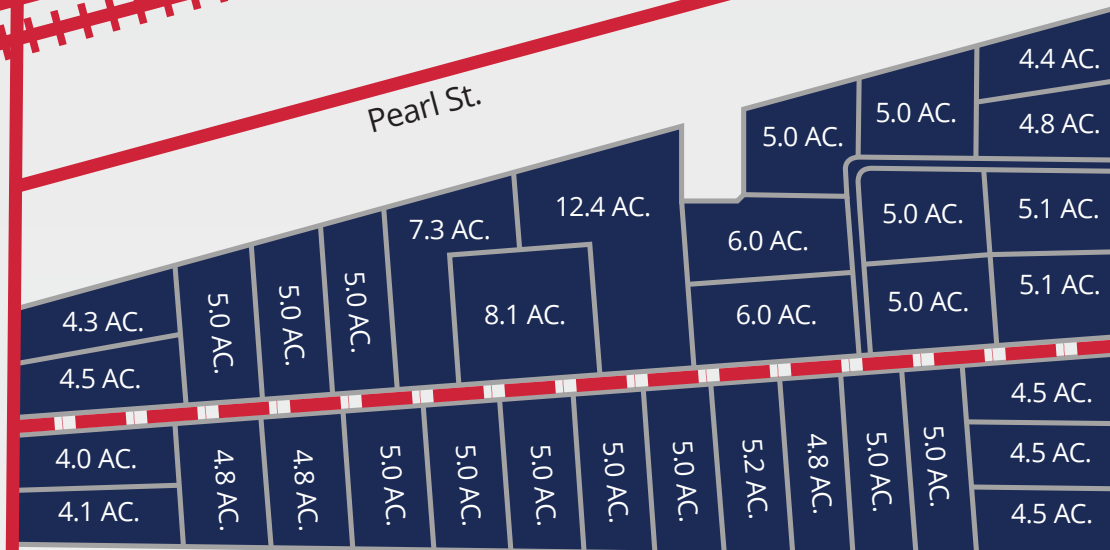 Pearl St.
4.4 AC.
4.8 AC.
5.0 AC.
5.0 AC.
12.4 AC.
7.3 AC.
8.1 AC.
6.0 AC.
6.0 AC.
5.0 AC.
5.1 AC.
5.0 AC.
5.1 AC.
4.3 AC.
4.5 AC.
5.0 AC.
5.0 AC.
5.0 AC.
4.0 AC.
4.1 AC.
4.8 AC.
4.8 AC.
5.0 AC.
5.0 AC.
5.0 AC.
5.0 AC.
5.0 AC.
5.2 AC.
4.8 AC.
5.0 AC.
5.0 AC.
4.5 AC.
4.5 AC.
4.5 AC.